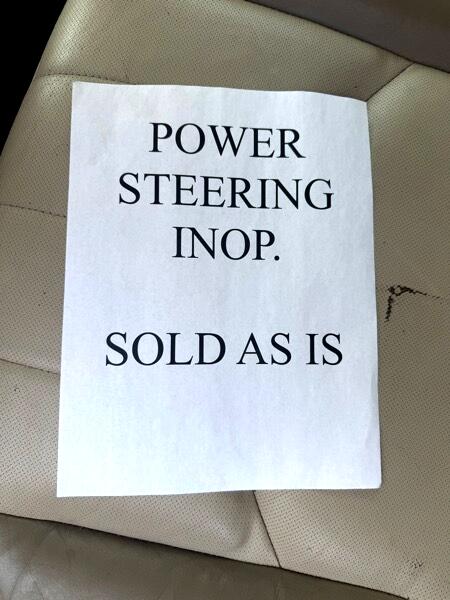 POWER
STEERING
INOP.
SOLD AS IS